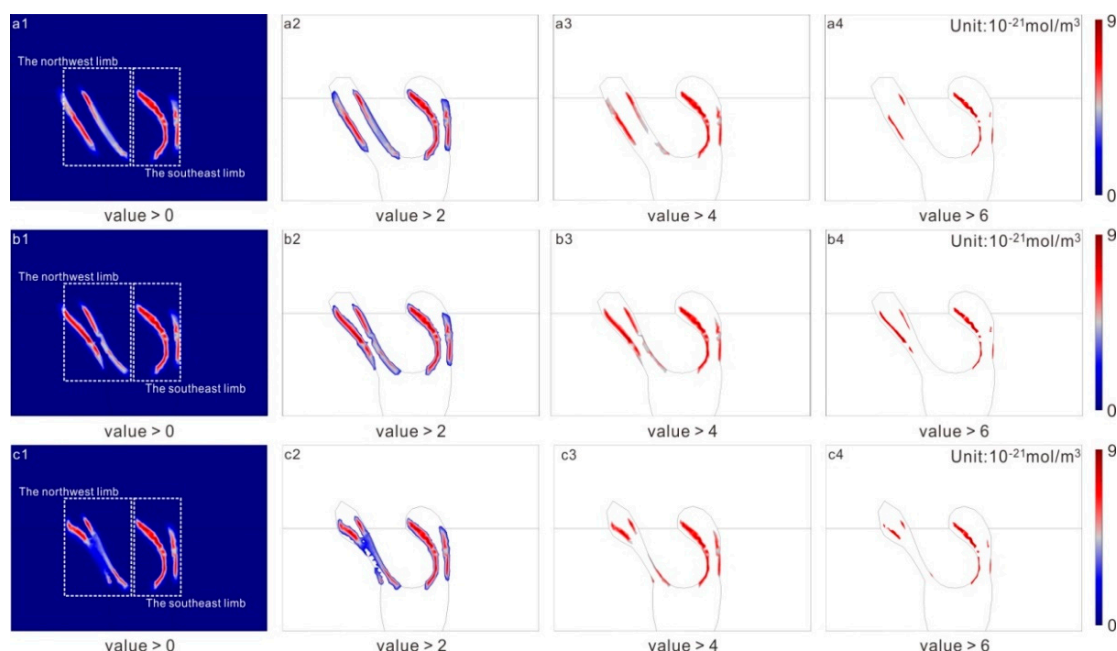 a1
a2
a3
a4
Unit:10⁻²¹mol/m³
9
The northwest limb
The southeast limb
0
value > 0
value > 2
value > 4
value > 6
b1
b2
b3
b4
Unit:10⁻²¹mol/m³
9
The northwest limb
The southeast limb
0
value > 0
value > 2
value > 4
value > 6
c1
c2
c3
c4
Unit:10⁻²¹mol/m³
9
The northwest limb
The southeast limb
0
value > 0
value > 2
value > 4
value > 6